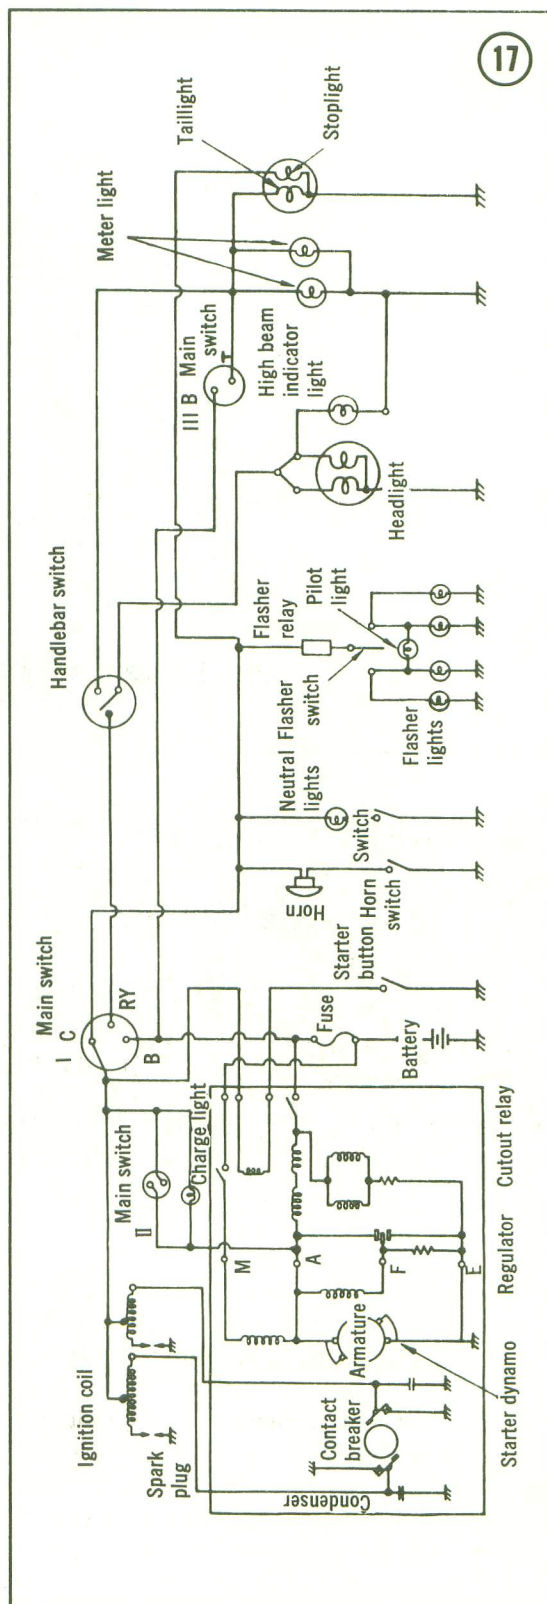 17
Ignition coil
Spark
plug
Main switch
II
Charge light
Main switch
I
C
RY
B
Handlebar switch
III B
Main
switch
T
Meter light
Taillight
Stoplight
High beam
indicator
light
Headlight
Flasher
relay
Pilot
light
Flasher
switch
Flasher
lights
Neutral
lights
Switch
Horn
Horn
switch
Starter
button
Fuse
Battery
M
A
F
E
Armature
Contact
breaker
Condenser
Starter dynamo
Regulator
Cutout relay